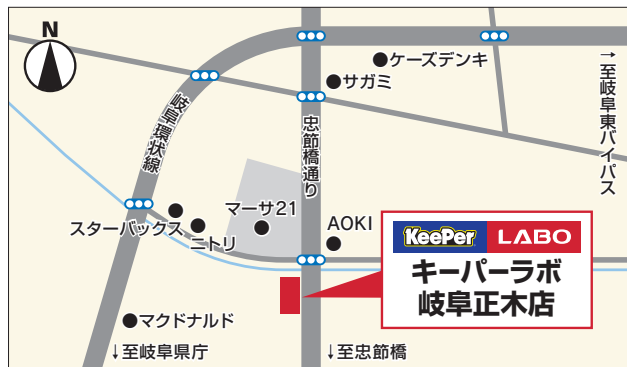 N
ケーズデンキ
サガミ
→至岐阜東バイパス
岐阜環状線
忠節橋通り
マーサ21
スターバックス
ニトリ
AOKI
KeePer LABO
キーパーラボ
岐阜正木店
マクドナルド
↓至岐阜県庁
↓至忠節橋